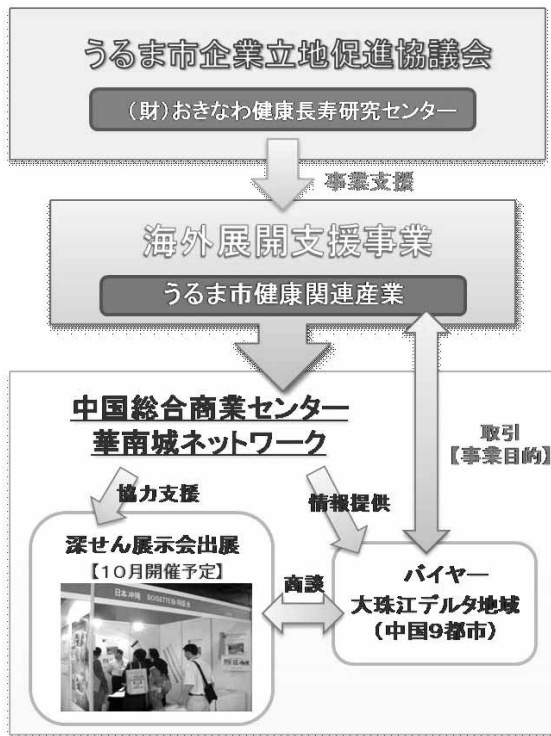 うるま市企業立地促進協議会
（財）おきなわ健康長寿研究センター
事業支援
海外展開支援事業
うるま市健康関連産業
中国総合商業センター
華南城ネットワーク
取引
【事業目的】
協力支援
情報提供
深せん展示会出展
【１０月開催予定】
日本 沖縄
商談
バイヤー
大珠江デルタ地域
（中国９都市）